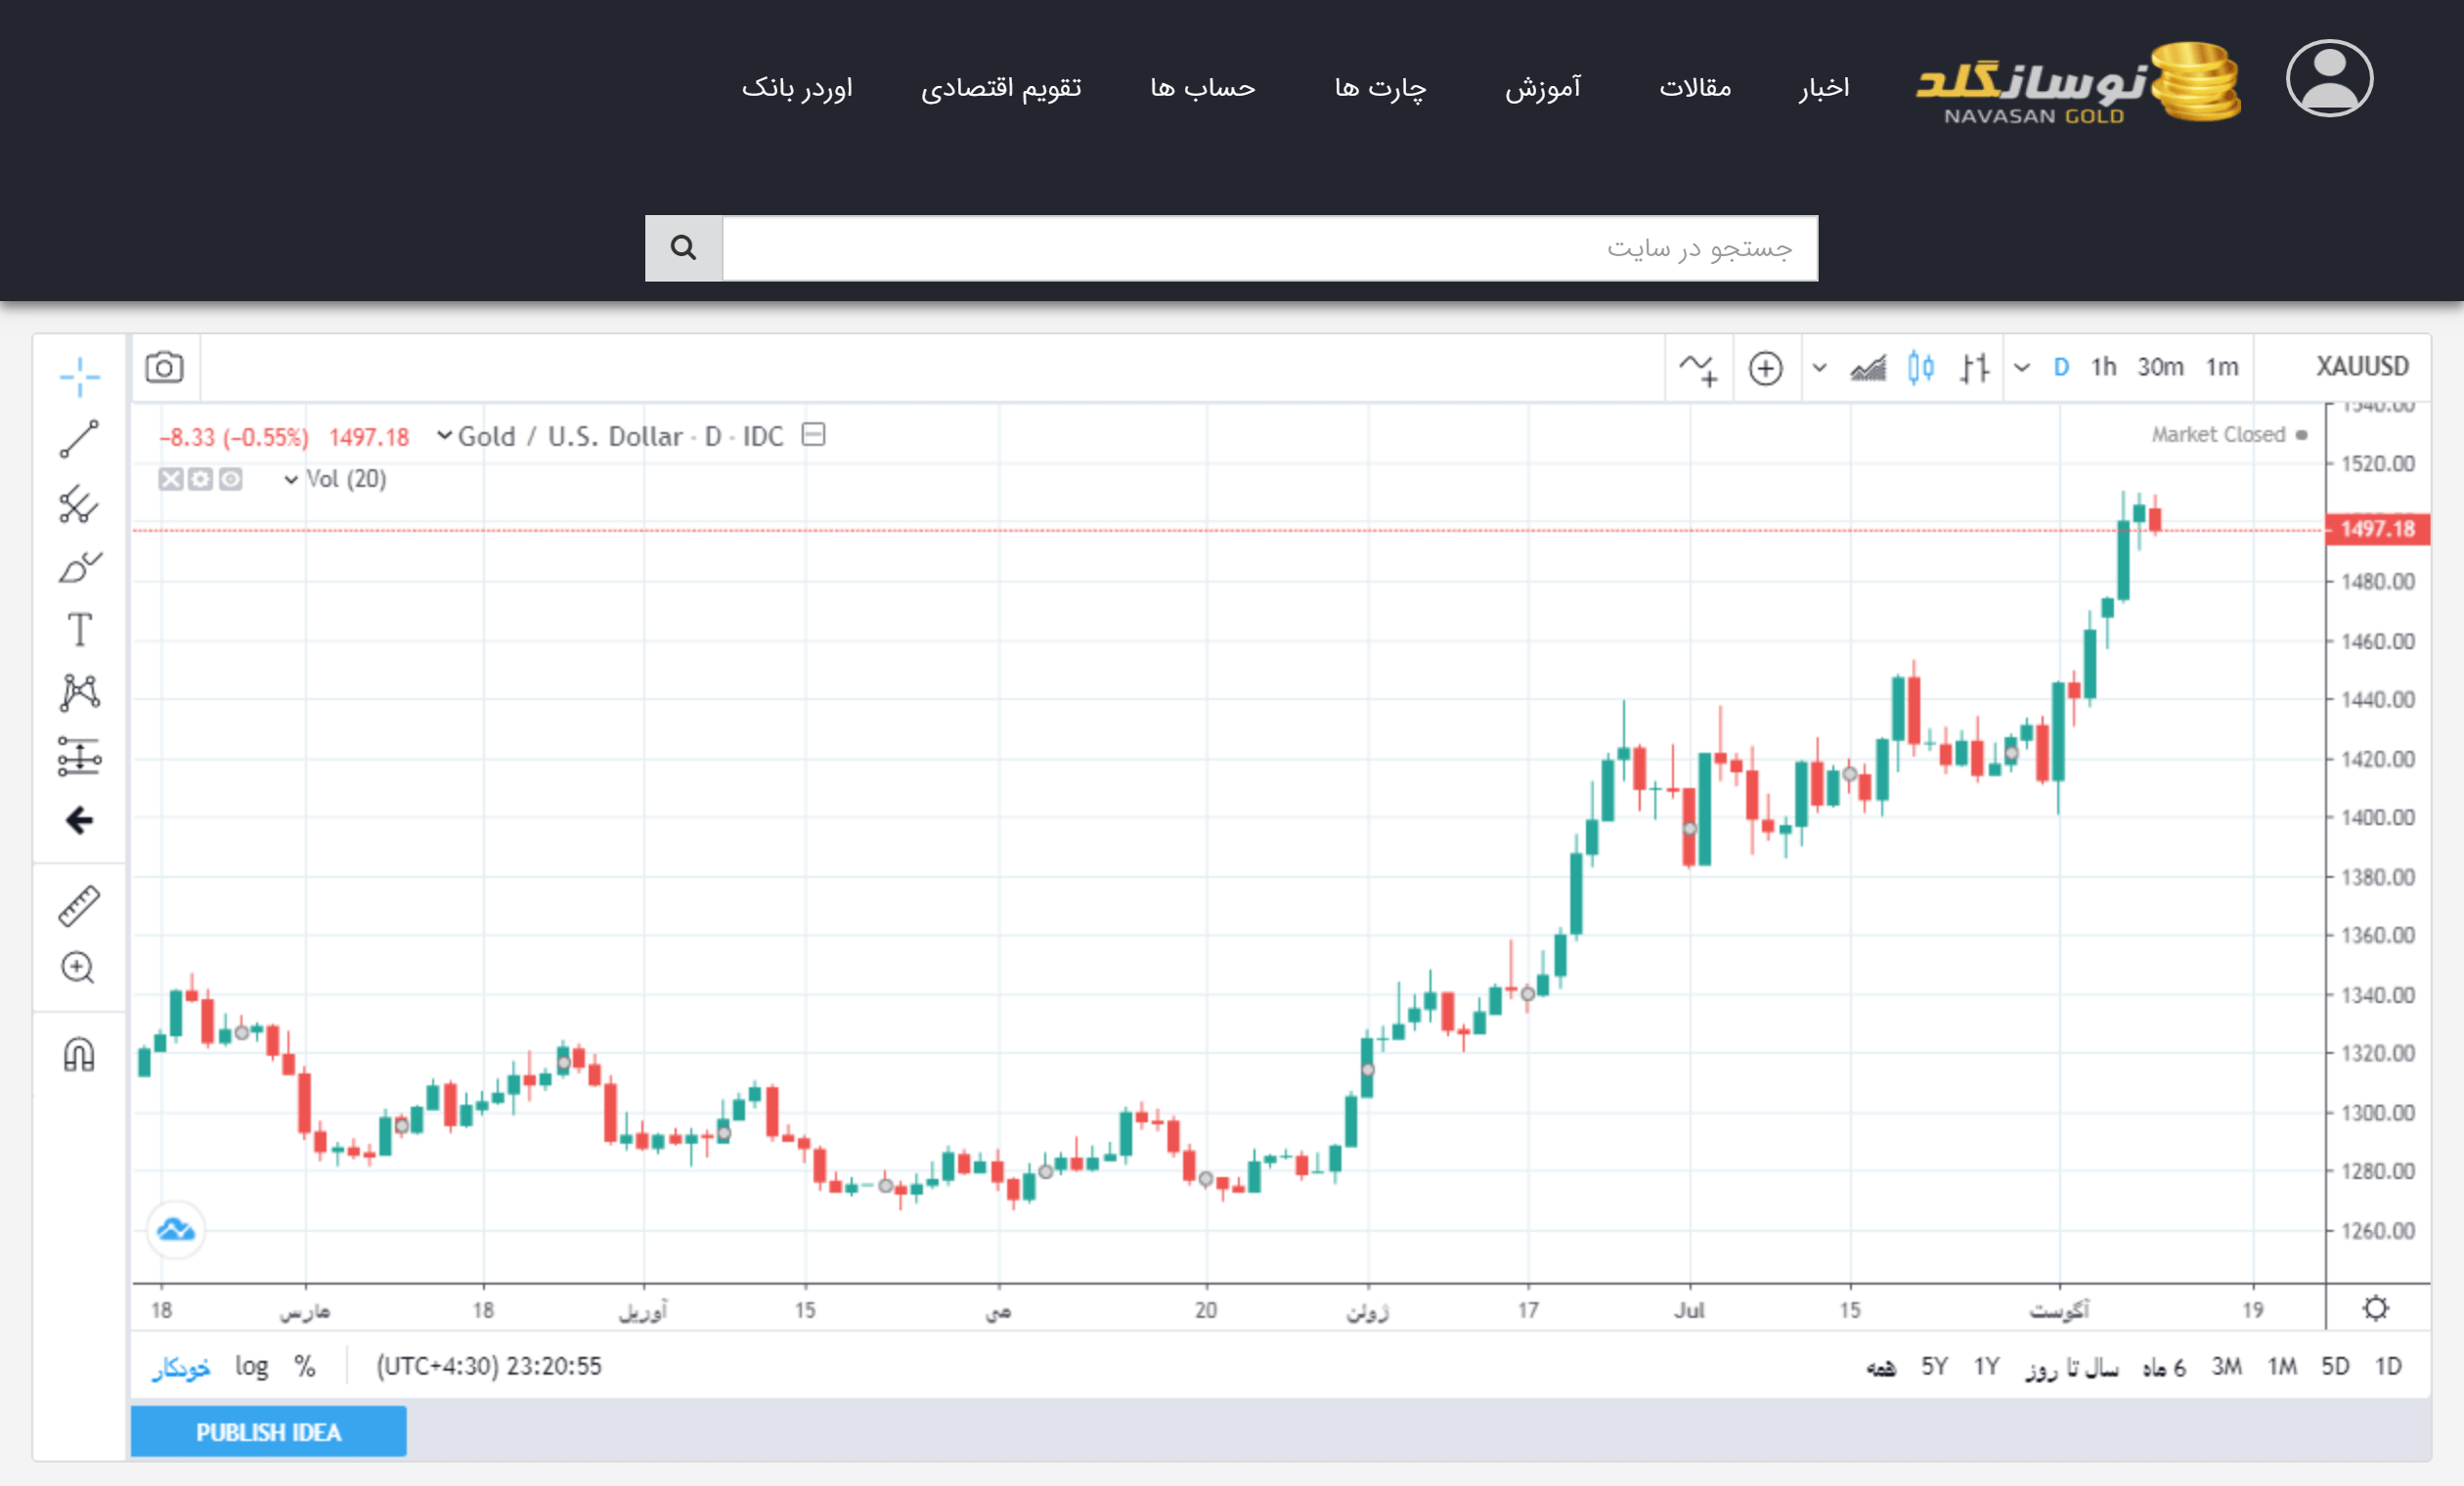 نوسان‌گلد
NAVASAN GOLD
اخبار
مقالات
آموزش
چارت ها
حساب ها
تقویم اقتصادی
اوردر بانک
جستجو در سایت
XAUUSD
1m
30m
1h
D
Gold / U.S. Dollar · D · IDC
1497.18
−8.33 (−0.55%)
Market Closed
Vol (20)
T
1540.00
1520.00
1497.18
1480.00
1460.00
1440.00
1420.00
1400.00
1380.00
1360.00
1340.00
1320.00
1300.00
1280.00
1260.00
18
مارس
18
آوریل
15
می
20
ژوئن
17
Jul
15
آگوست
19
1D
5D
1M
3M
6 ماه
سال تا روز
1Y
5Y
همه
23:20:55 (UTC+4:30)
%
log
خودکار
PUBLISH IDEA